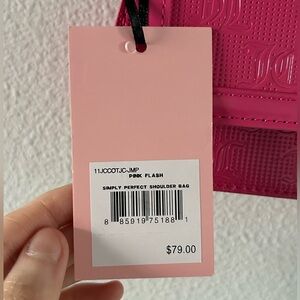 11JCCOTJC-JMP
PINK FLASH
SIMPLY PERFECT SHOULDER BAG
8 85919 75188 1
$79.00